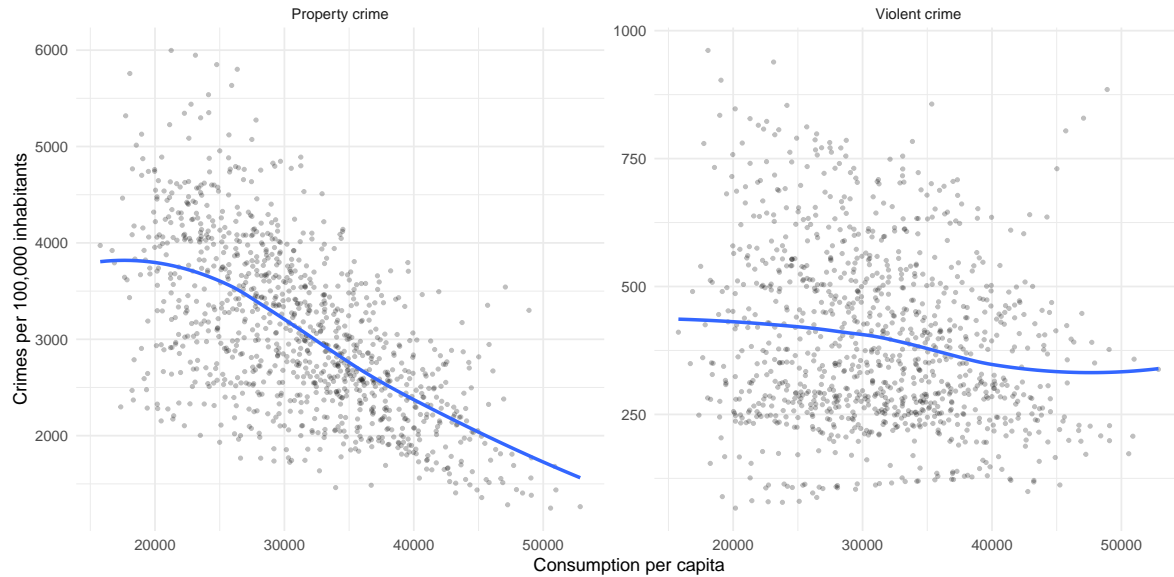 Property crime
Violent crime
Crimes per 100,000 inhabitants
6000
5000
4000
3000
2000
1000
750
500
250
20000 30000 40000 50000
20000 30000 40000 50000
Consumption per capita